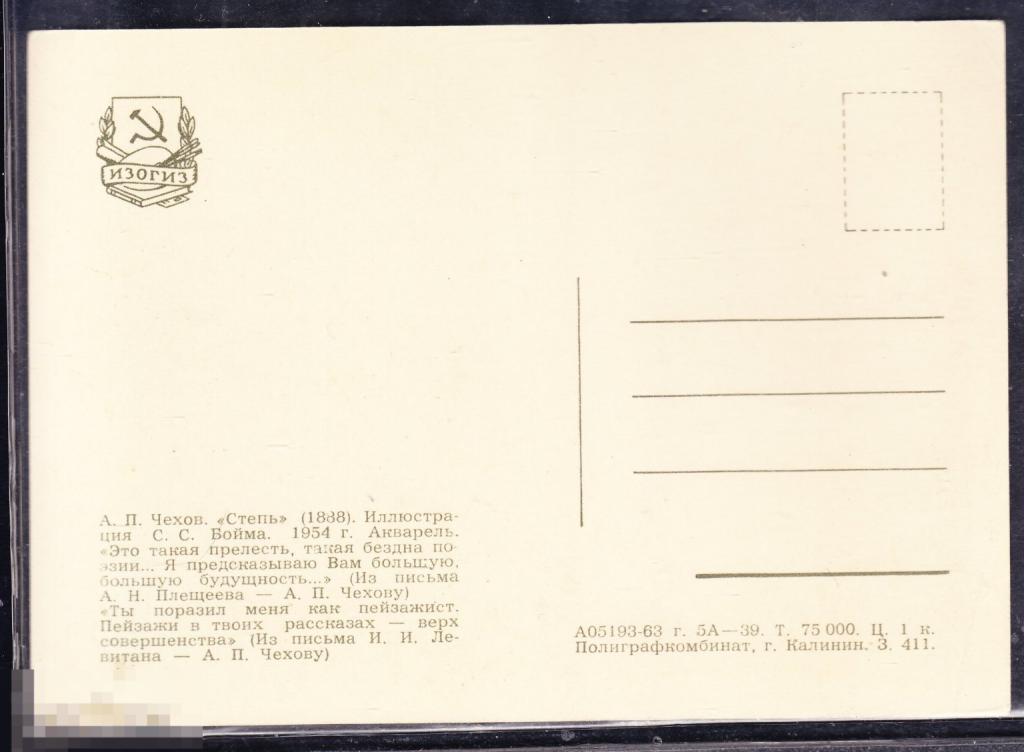 ИЗОГИЗ
А. П. Чехов. «Степь» (1888). Иллюстра-
ция С. С. Бойма. 1954 г. Акварель.
«Это такая прелесть, такая бездна по-
эзии... Я предсказываю Вам большую,
большую будущность...» (Из письма
А. Н. Плещеева — А. П. Чехову)
«Ты поразил меня как пейзажист.
Пейзажи в твоих рассказах — верх
совершенства» (Из письма И. И. Ле-
витана — А. П. Чехову)
А05193-63 г. 5А—39. Т. 75 000. Ц. 1 к.
Полиграфкомбинат, г. Калинин. З. 411.